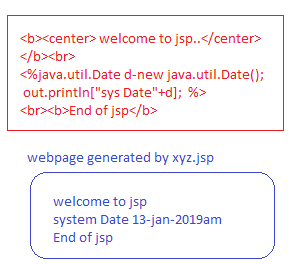 <b><center> welcome to jsp..</center>
</b><br>
<%java.util.Date d-new java.util.Date();
out.println["sys Date"+d]; %>
<br><b>End of jsp</b>
webpage generated by xyz.jsp
welcome to jsp
system Date 13-jan-2019am
End of jsp